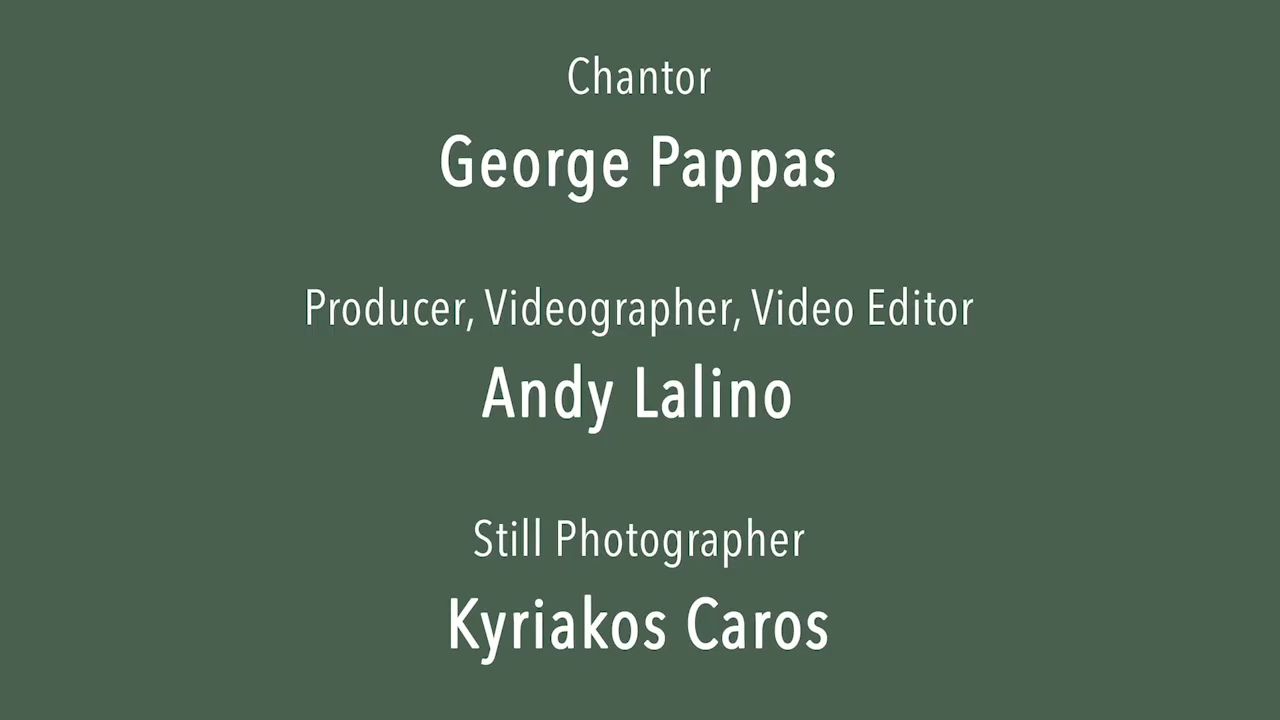 Chantor
George Pappas
Producer, Videographer, Video Editor
Andy Lalino
Still Photographer
Kyriakos Caros